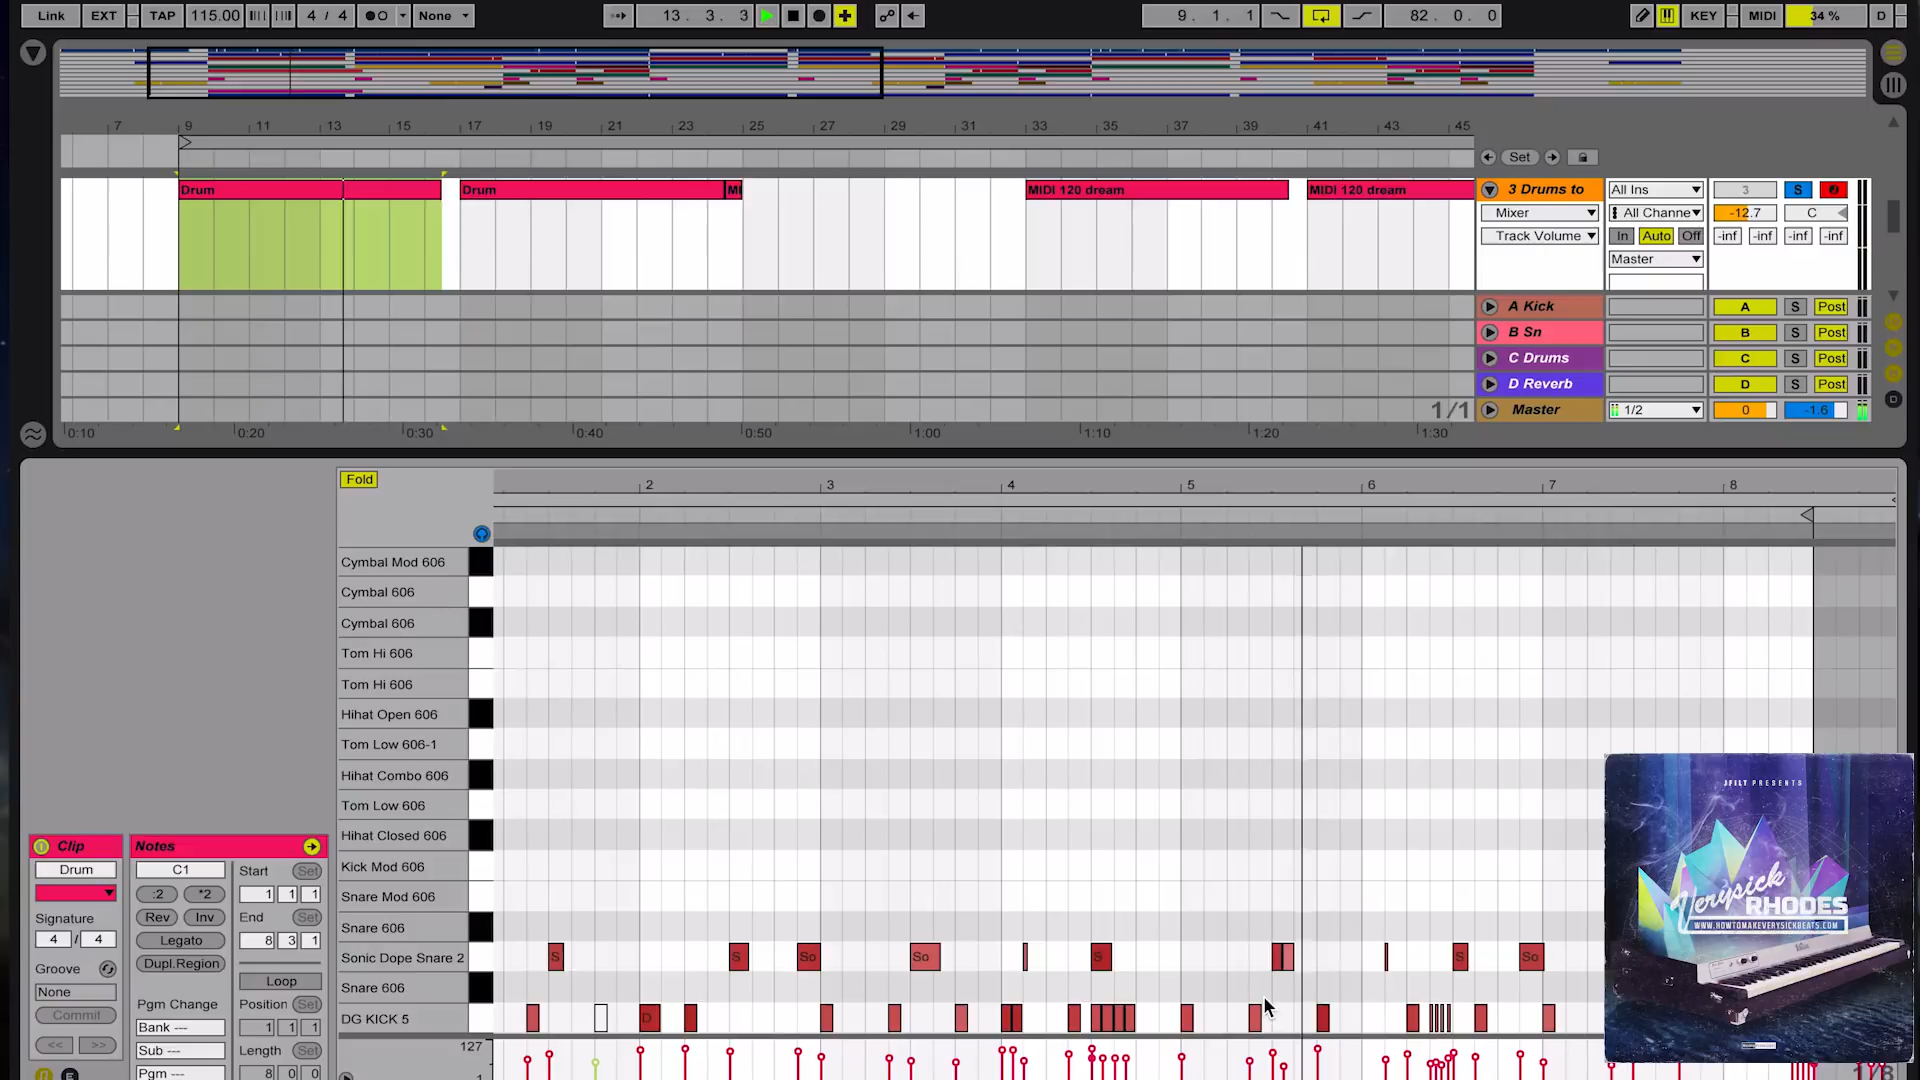 Link EXT TAP 115.00 4 / 4 None 13. 3. 3 9. 1. 1 82. 0. 0 KEY MIDI 34 % D
7 9 11 13 15 17 19 21 23 25 27 29 31 33 35 37 39 41 43 45
Set
Drum Drum MI MIDI 120 dream MIDI 120 dream
3 Drums to All Ins 3 S
Mixer All Channe -12.7 C
Track Volume In Auto Off -inf -inf -inf -inf
Master
A Kick A S Post
B Sn B S Post
C Drums C S Post
D Reverb D S Post
1/1 Master 1/2 0 -1.6
0:10 0:20 0:30 0:40 0:50 1:00 1:10 1:20 1:30
Fold
2 3 4 5 6 7 8
Cymbal Mod 606
Cymbal 606
Cymbal 606
Tom Hi 606
Tom Hi 606
Hihat Open 606
Tom Low 606-1
Hihat Combo 606
Tom Low 606
Hihat Closed 606
Kick Mod 606
Snare Mod 606
Snare 606
Sonic Dope Snare 2 S S So So S S So
Snare 606
DG KICK 5 D
127
1
Clip
Drum
Signature
4 / 4
Groove
None
Commit
<< >>
Notes
C1
:2 *2
Rev Inv
Legato
Dupl.Region
Pgm Change
Bank ---
Sub ---
Pgm ---
Start Set
1 1 1
End Set
8 3 1
Loop
Position Set
1 1 1
Length Set
8 0 0
JFILT PRESENTS
Verysick
RHODES
WWW.HOWTOMAKEVERYSICKBEATS.COM
1/8